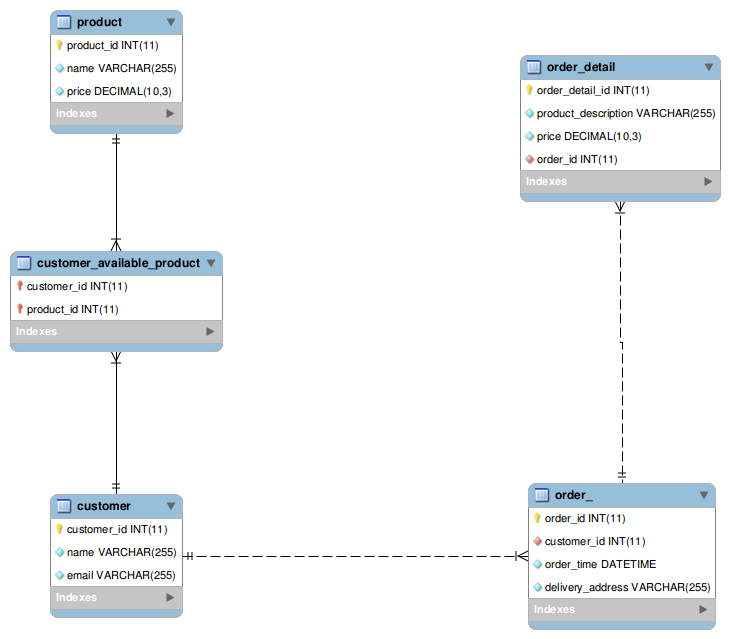 product
product_id INT(11)
name VARCHAR(255)
price DECIMAL(10,3)
Indexes
order_detail
order_detail_id INT(11)
product_description VARCHAR(255)
price DECIMAL(10,3)
order_id INT(11)
Indexes
customer_available_product
customer_id INT(11)
product_id INT(11)
Indexes
customer
customer_id INT(11)
name VARCHAR(255)
email VARCHAR(255)
Indexes
order_
order_id INT(11)
customer_id INT(11)
order_time DATETIME
delivery_address VARCHAR(255)
Indexes